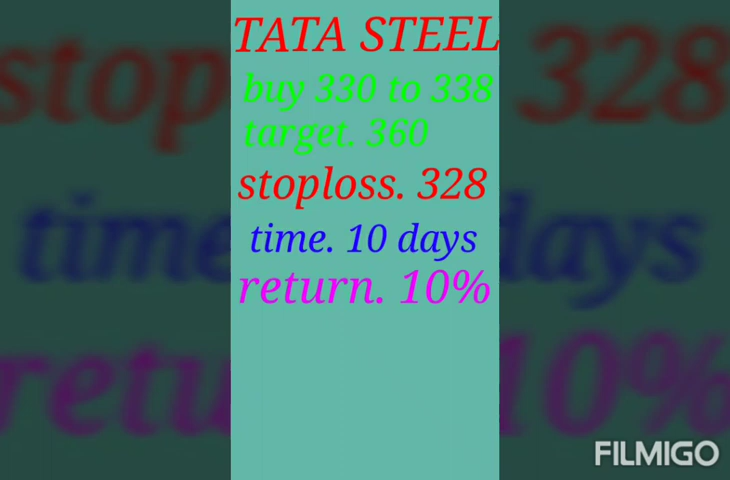 TATA STEEL
buy 330 to 338
target. 360
stoploss. 328
time. 10 days
return. 10%
FILMIGO